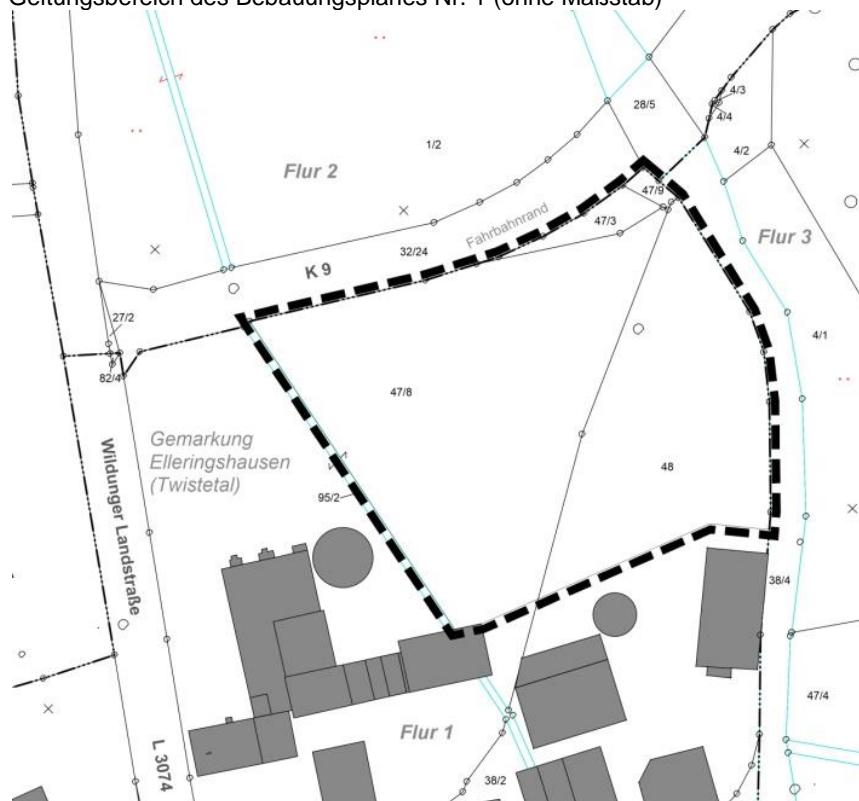 Geltungsbereich des Bebauungsplanes Nr. 1 (ohne Maßstab)
28/5
4/3
4/4
1/2
4/2
Flur 2
47/9
47/3
Fahrbahnrand
Flur 3
32/24
K 9
27/2
4/1
82/4
47/8
Gemarkung
Elleringshausen
(Twistetal)
48
95/2
Wildunger Landstraße
38/4
47/4
Flur 1
L 3074
38/2